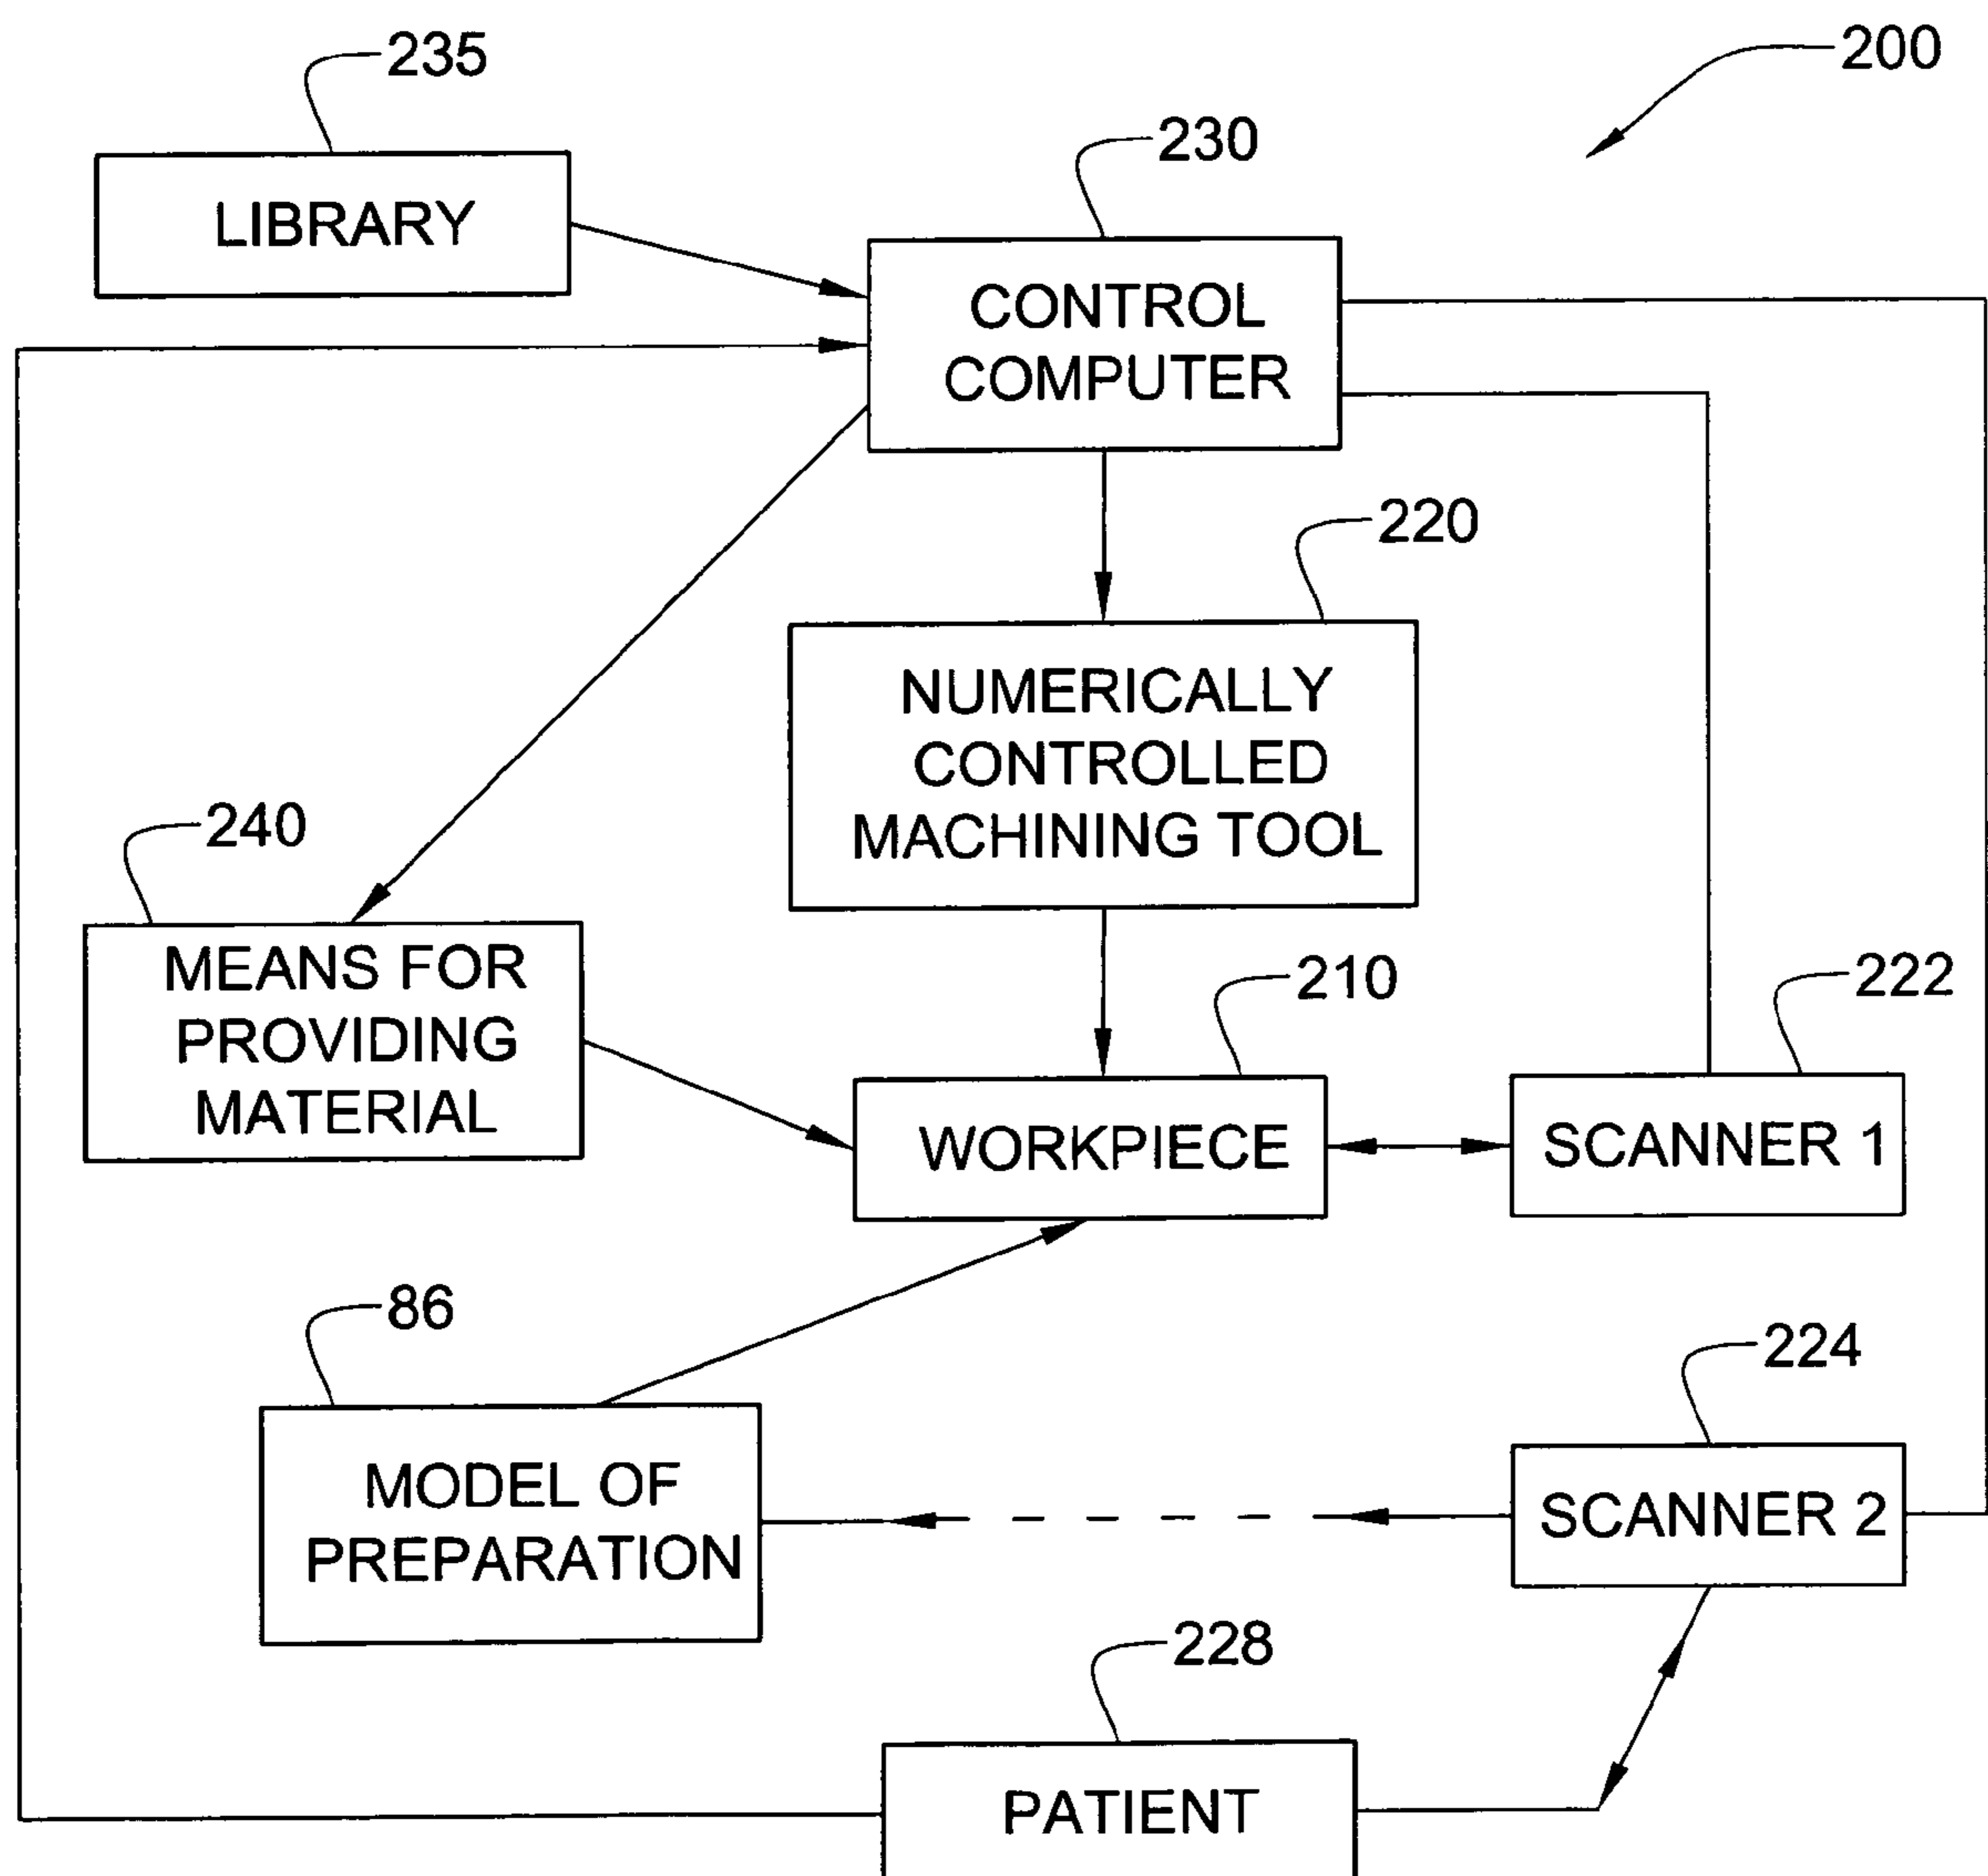 235
200
230
LIBRARY
CONTROL
COMPUTER
220
NUMERICALLY
CONTROLLED
MACHINING TOOL
240
MEANS FOR
PROVIDING
MATERIAL
210
222
WORKPIECE
SCANNER 1
86
224
MODEL OF
PREPARATION
SCANNER 2
228
PATIENT